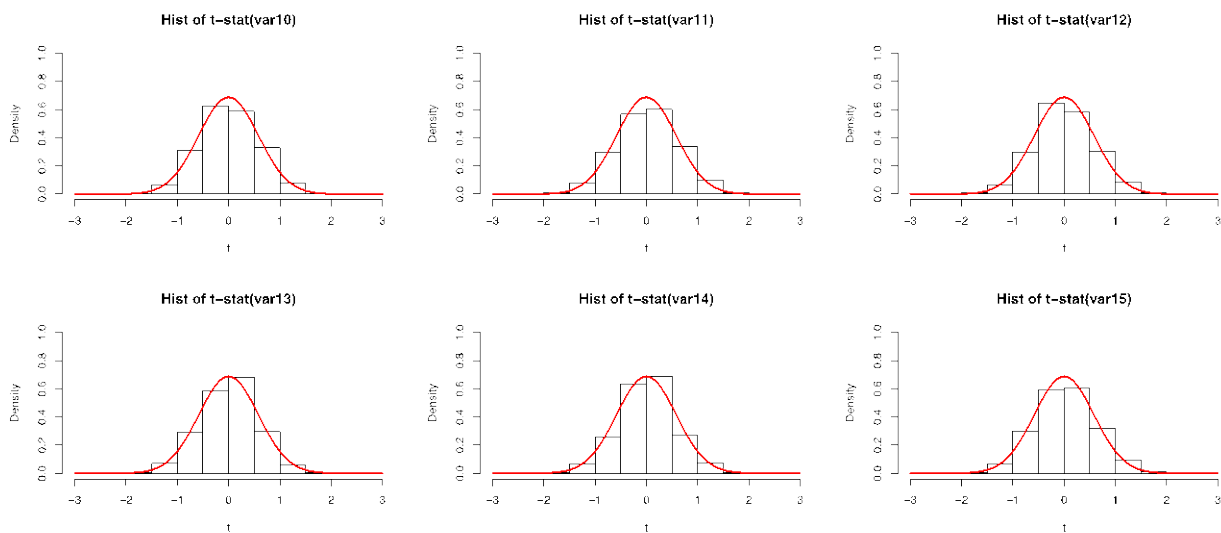 Hist of t-stat(var10)
Density
0.0 0.2 0.4 0.6 0.8 1.0
-3 -2 -1 0 1 2 3
t
Hist of t-stat(var11)
Density
0.0 0.2 0.4 0.6 0.8 1.0
-3 -2 -1 0 1 2 3
t
Hist of t-stat(var12)
Density
0.0 0.2 0.4 0.6 0.8 1.0
-3 -2 -1 0 1 2 3
t
Hist of t-stat(var13)
Density
0.0 0.2 0.4 0.6 0.8 1.0
-3 -2 -1 0 1 2 3
t
Hist of t-stat(var14)
Density
0.0 0.2 0.4 0.6 0.8 1.0
-3 -2 -1 0 1 2 3
t
Hist of t-stat(var15)
Density
0.0 0.2 0.4 0.6 0.8 1.0
-3 -2 -1 0 1 2 3
t